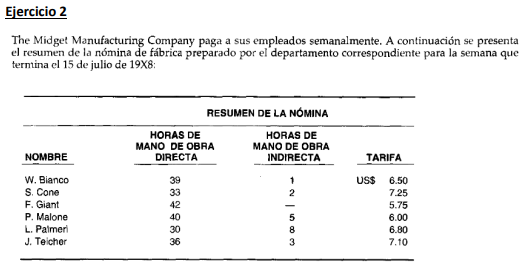 Ejercicio 2
The Midget Manufacturing Company paga a sus empleados semanalmente. A continuación se presenta
el resumen de la nómina de fábrica preparado por el departamento correspondiente para la semana que
termina el 15 de julio de 19X8:
RESUMEN DE LA NÓMINA
HORAS DE HORAS DE
MANO DE OBRA MANO DE OBRA
NOMBRE DIRECTA INDIRECTA TARIFA
W. Bianco 39 1 US$ 6.50
S. Cone 33 2 7.25
F. Giant 42 — 5.75
P. Malone 40 5 6.00
L. Palmeri 30 8 6.80
J. Teicher 36 3 7.10